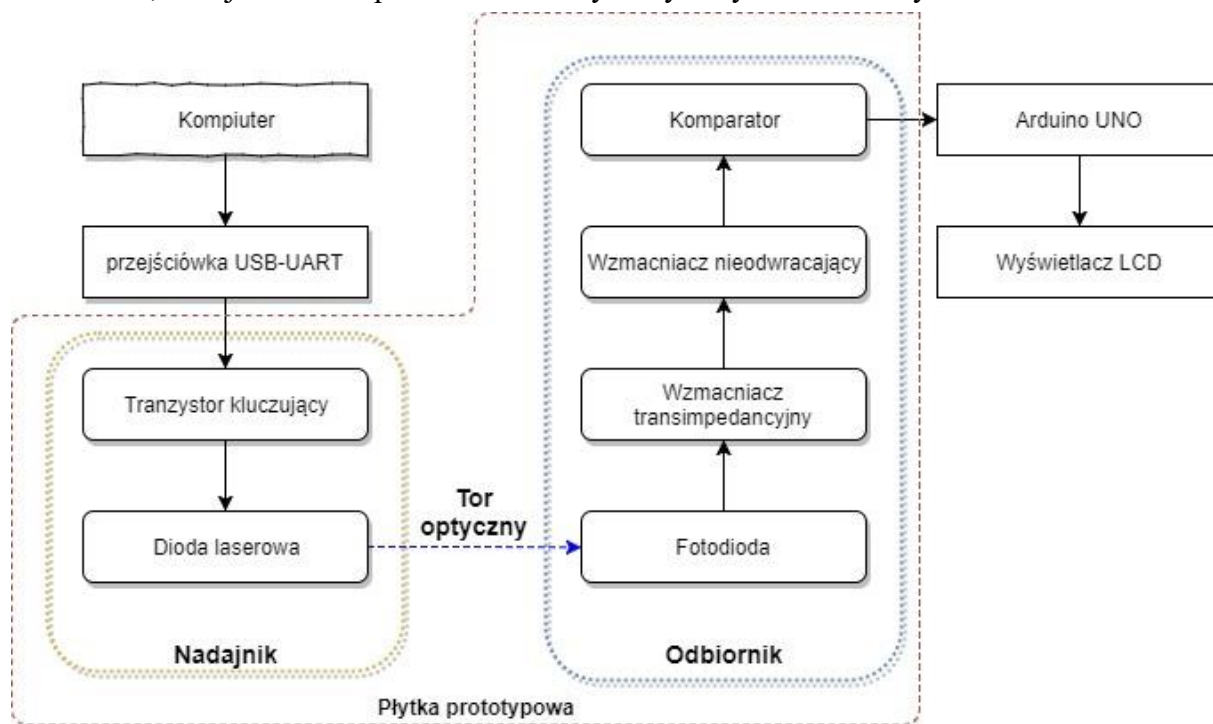 Kompiuter
przejściówka USB-UART
Tranzystor kluczujący
Dioda laserowa
Nadajnik
Tor
optyczny
Komparator
Wzmacniacz nieodwracający
Wzmacniacz
transimpedancyjny
Fotodioda
Odbiornik
Arduino UNO
Wyświetlacz LCD
Płytka prototypowa